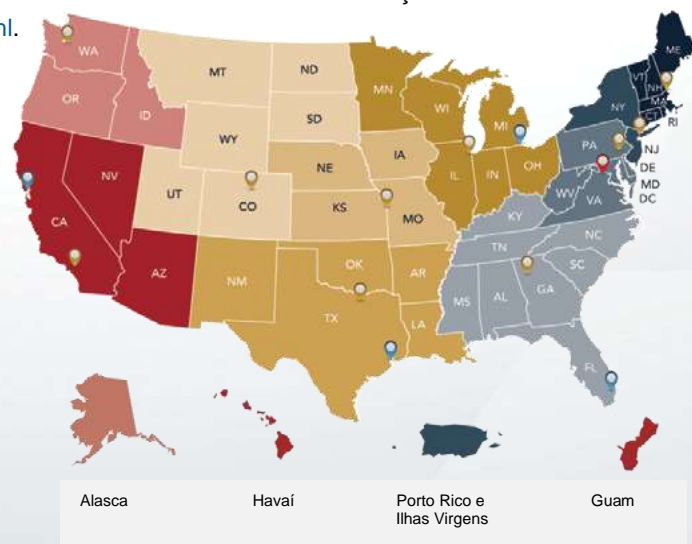 nl.
WA
ME
MT
ND
VT
NH
OR
MN
MA
ID
SD
WI
NY
CT
RI
WY
MI
IA
PA
NJ
NE
OH
DE
NV
UT
IL
IN
MD
CO
WV
DC
KS
MO
VA
CA
KY
NC
TN
AZ
OK
NM
AR
SC
MS
AL
GA
TX
LA
FL
Alasca
Havaí
Porto Rico e
Ilhas Virgens
Guam